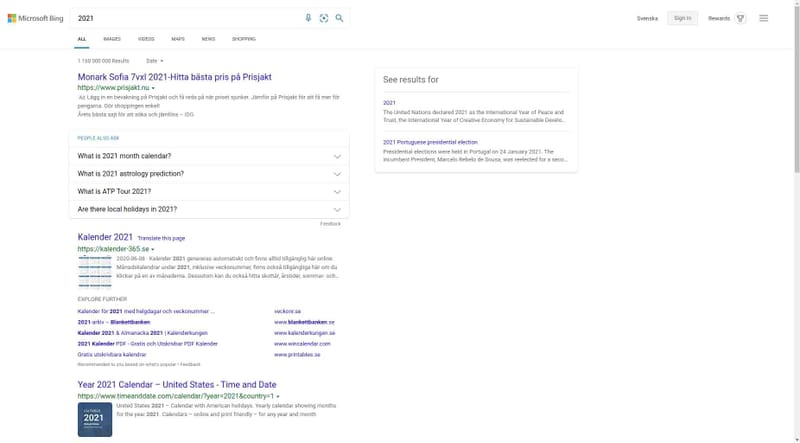 Microsoft Bing
2021
Svenska
Sign in
Rewards
ALL
IMAGES
VIDEOS
MAPS
NEWS
SHOPPING
1 150 000 000 Results
Date
Monark Sofia 7vxl 2021-Hitta bästa pris på Prisjakt
https://www.prisjakt.nu
Ad Lägg in en bevakning på Prisjakt och få reda på när priset sjunker. Jämför på Prisjakt för att få mer för
pengarna. Gör shoppingen enkel!
Årets bästa sajt för att söka och jämföra – IDG
PEOPLE ALSO ASK
What is 2021 month calendar?
What is 2021 astrology prediction?
What is ATP Tour 2021?
Are there local holidays in 2021?
Feedback
Kalender 2021
Translate this page
https://kalender-365.se
2020-06-08 · Kalender 2021 genereras automatiskt och finns alltid tillgänglig här online.
Månadskalendrar under 2021, inklusive veckonummer, finns också tillgängliga här om du
klickar på en av månaderna. Dessutom kan du också hitta skottår, årstider, sommar- och...
EXPLORE FURTHER
Kalender för 2021 med helgdagar och veckonummer ...
veckonr.se
2021 arkiv – Blankettbanken
www.blankettbanken.se
Kalender 2021 & Almanacka 2021 | Kalenderkungen
www.kalenderkungen.se
2021 Kalender PDF - Gratis och Utskrivbar PDF Kalender
www.wincalendar.com
Gratis utskrivbara kalendrar
www.printables.se
Recommended to you based on what's popular • Feedback
Year 2021 Calendar – United States - Time and Date
https://www.timeanddate.com/calendar/?year=2021&country=1
2021
United States 2021 – Calendar with American holidays. Yearly calendar showing months
for the year 2021. Calendars – online and print friendly – for any year and month
See results for
2021
The United Nations declared 2021 as the International Year of Peace and
Trust, the International Year of Creative Economy for Sustainable Develo...
2021 Portuguese presidential election
Presidential elections were held in Portugal on 24 January 2021. The
incumbent President, Marcelo Rebelo de Sousa, was reelected for a seco...